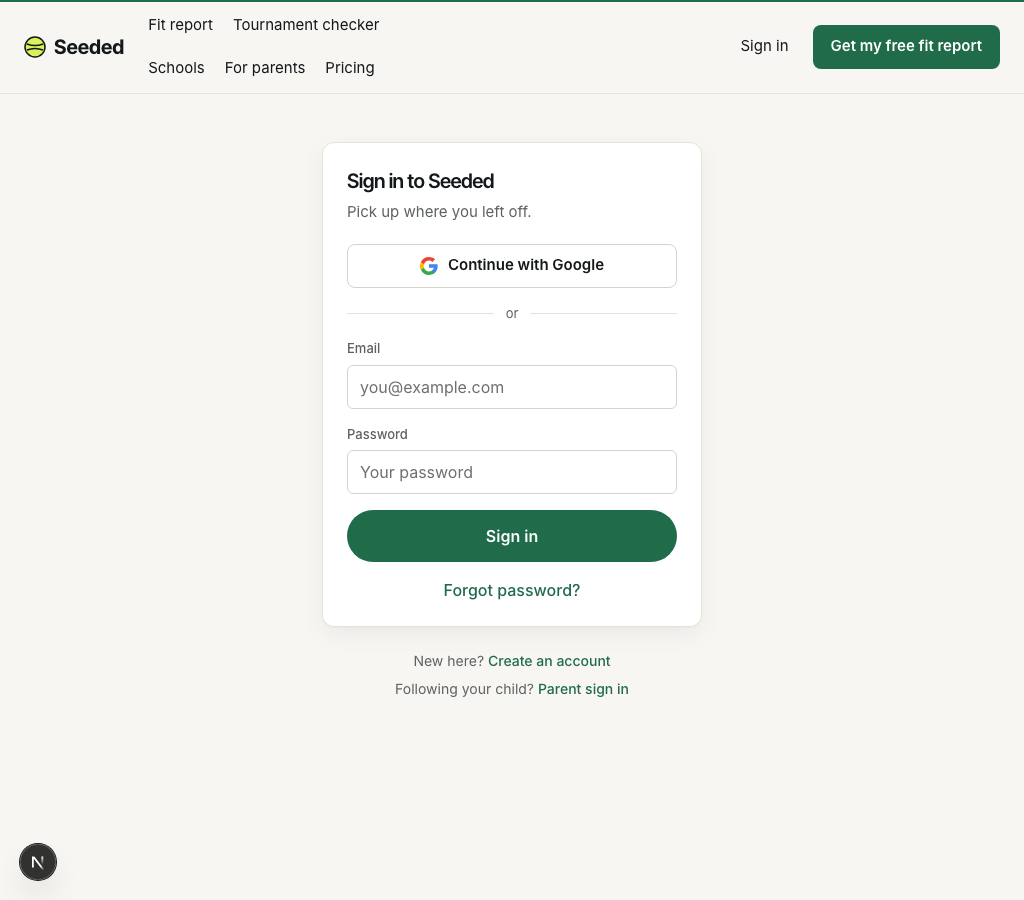 Seeded
Fit report Tournament checker
Schools For parents Pricing
Sign in
Get my free fit report
Sign in to Seeded
Pick up where you left off.
Continue with Google
or
Email
you@example.com
Password
Your password
Sign in
Forgot password?
New here? Create an account
Following your child? Parent sign in
N